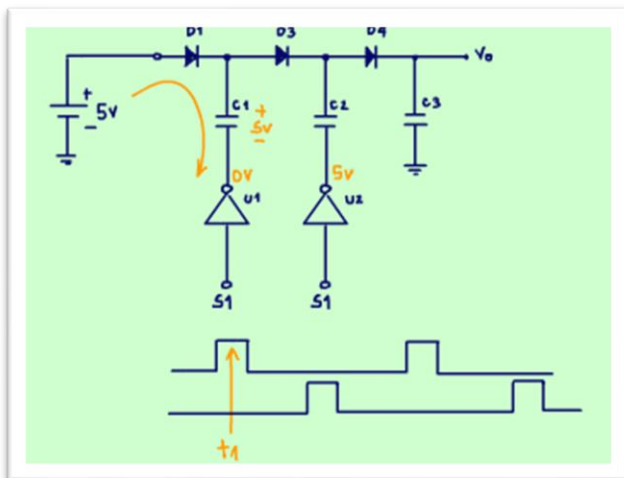 D1 D3 D4
Vo
+
5V
-
C1 + 5V -
C2
C3
0V
5V
U1
U2
S1
S1
t1